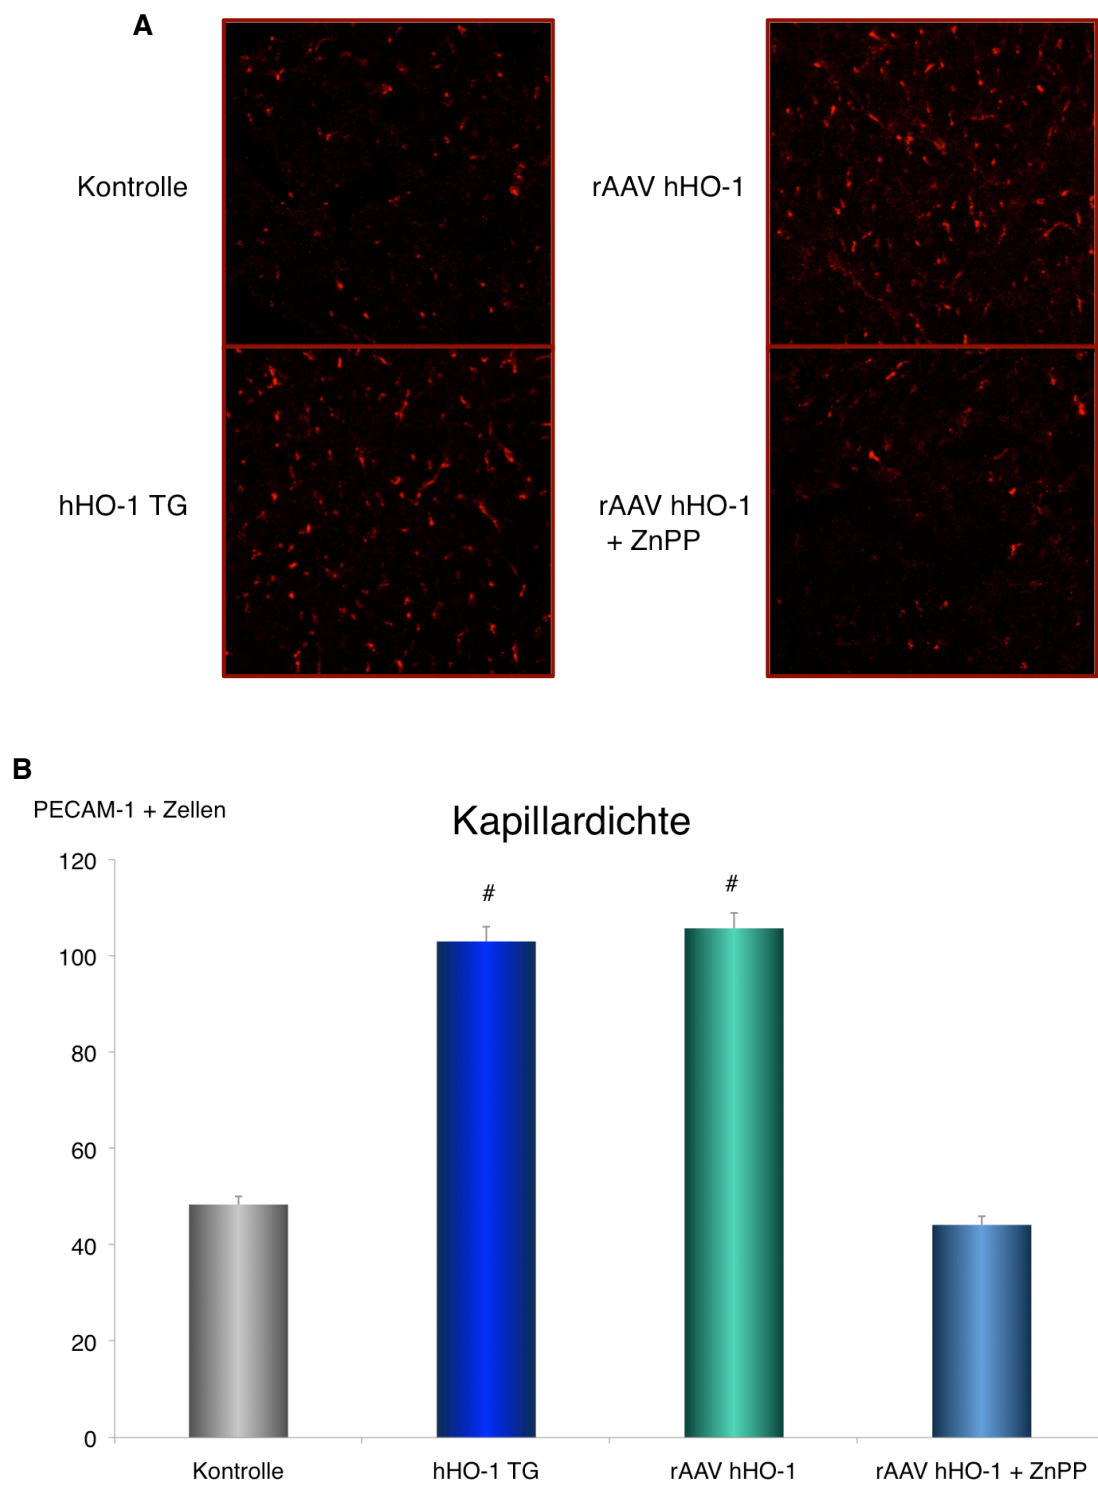 A
Kontrolle
rAAV hHO-1
hHO-1 TG
rAAV hHO-1
+ ZnPP
B
PECAM-1 + Zellen
Kapillardichte
120
100
80
60
40
20
0
#
#
Kontrolle
hHO-1 TG
rAAV hHO-1
rAAV hHO-1 + ZnPP